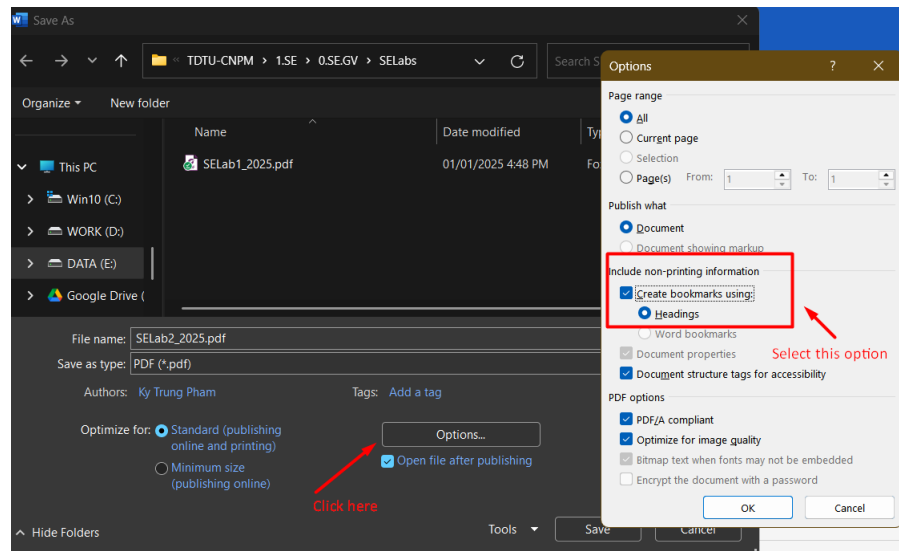 Save As
TDTU-CNPM > 1.SE > 0.SE.GV > SELabs
Search S
Organize
New folder
Name
Date modified
This PC
SELab1_2025.pdf
01/01/2025 4:48 PM
Win10 (C:)
WORK (D:)
DATA (E:)
Google Drive (
File name: SELab2_2025.pdf
Save as type: PDF (*.pdf)
Authors: Ky Trung Pham
Tags: Add a tag
Optimize for: Standard (publishing
online and printing)
Minimum size
(publishing online)
Options...
Open file after publishing
Click here
Hide Folders
Tools
Save
Cancel
Options
?
Page range
All
Current page
Selection
Page(s) From: 1 To: 1
Publish what
Document
Document showing markup
Include non-printing information
Create bookmarks using:
Headings
Word bookmarks
Select this option
Document properties
Document structure tags for accessibility
PDF options
PDF/A compliant
Optimize for image quality
Bitmap text when fonts may not be embedded
Encrypt the document with a password
OK
Cancel